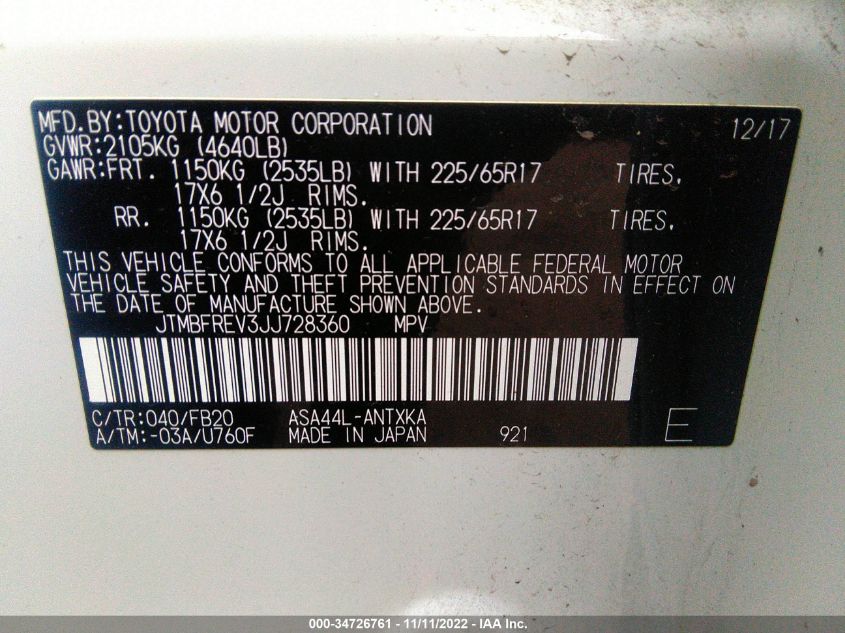 MFD.BY:TOYOTA MOTOR CORPORATION 12/17
GVWR:2105KG (4640LB)
GAWR:FRT. 1150KG (2535LB) WITH 225/65R17 TIRES,
17X6 1/2J RIMS.
RR. 1150KG (2535LB) WITH 225/65R17 TIRES,
17X6 1/2J RIMS.
THIS VEHICLE CONFORMS TO ALL APPLICABLE FEDERAL MOTOR
VEHICLE SAFETY AND THEFT PREVENTION STANDARDS IN EFFECT ON
THE DATE OF MANUFACTURE SHOWN ABOVE.
JTMBFREV3JJ728360 MPV
C/TR:040/FB20 ASA44L-ANTXKA
A/TM:-03A/U760F MADE IN JAPAN 921 E
000-34726761 - 11/11/2022 - IAA Inc.